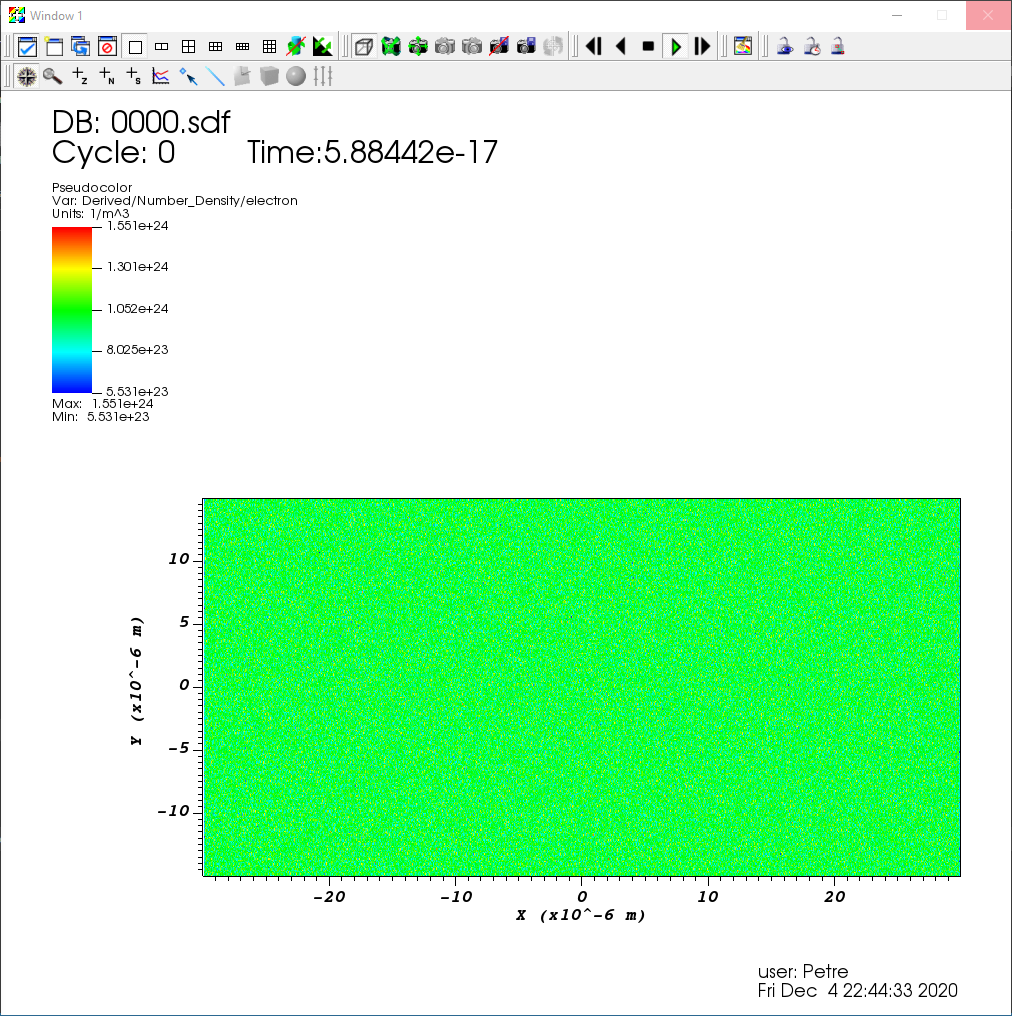 Window 1
DB: 0000.sdf
Cycle: 0 Time:5.88442e-17
Pseudocolor
Var: Derived/Number_Density/electron
Units: 1/m^3
1.551e+24
1.301e+24
1.052e+24
8.025e+23
5.531e+23
Max: 1.551e+24
Min: 5.531e+23
10
5
0
-5
-10
Y (x10^-6 m)
-20 -10 0 10 20
X (x10^-6 m)
user: Petre
Fri Dec 4 22:44:33 2020